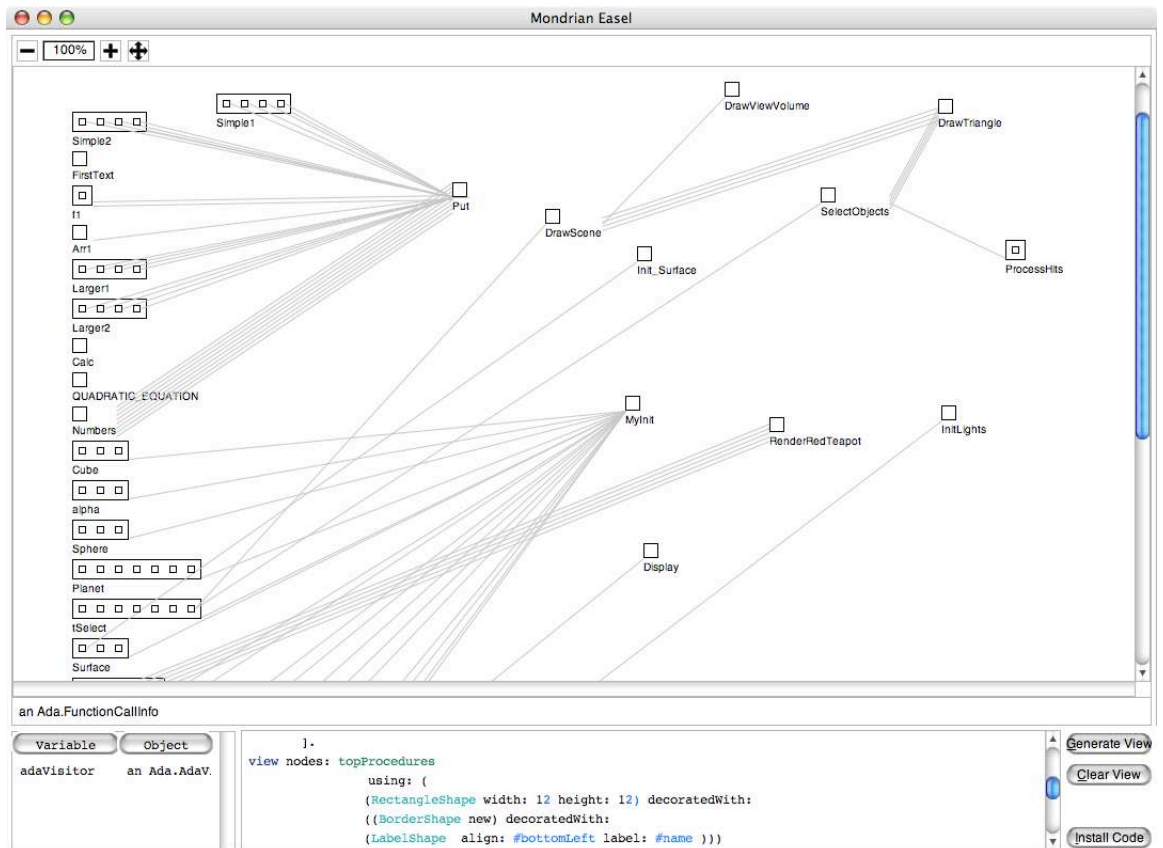 Mondrian Easel
100%
DrawViewVolume
Simple1
DrawTriangle
Simple2
FirstText
f1
Put
SelectObjects
DrawScene
Arr1
Init_Surface
ProcessHits
Larger1
Larger2
Calc
QUADRATIC_EQUATION
Numbers
MyInit
InitLights
RenderRedTeapot
Cube
alpha
Sphere
Display
Planet
tSelect
Surface
an Ada.FunctionCallInfo
Variable Object
adaVisitor an Ada.AdaV.
].
view nodes: topProcedures
using: (
(RectangleShape width: 12 height: 12) decoratedWith:
((BorderShape new) decoratedWith:
(LabelShape align: #bottomLeft label: #name )))
Generate View
Clear View
Install Code